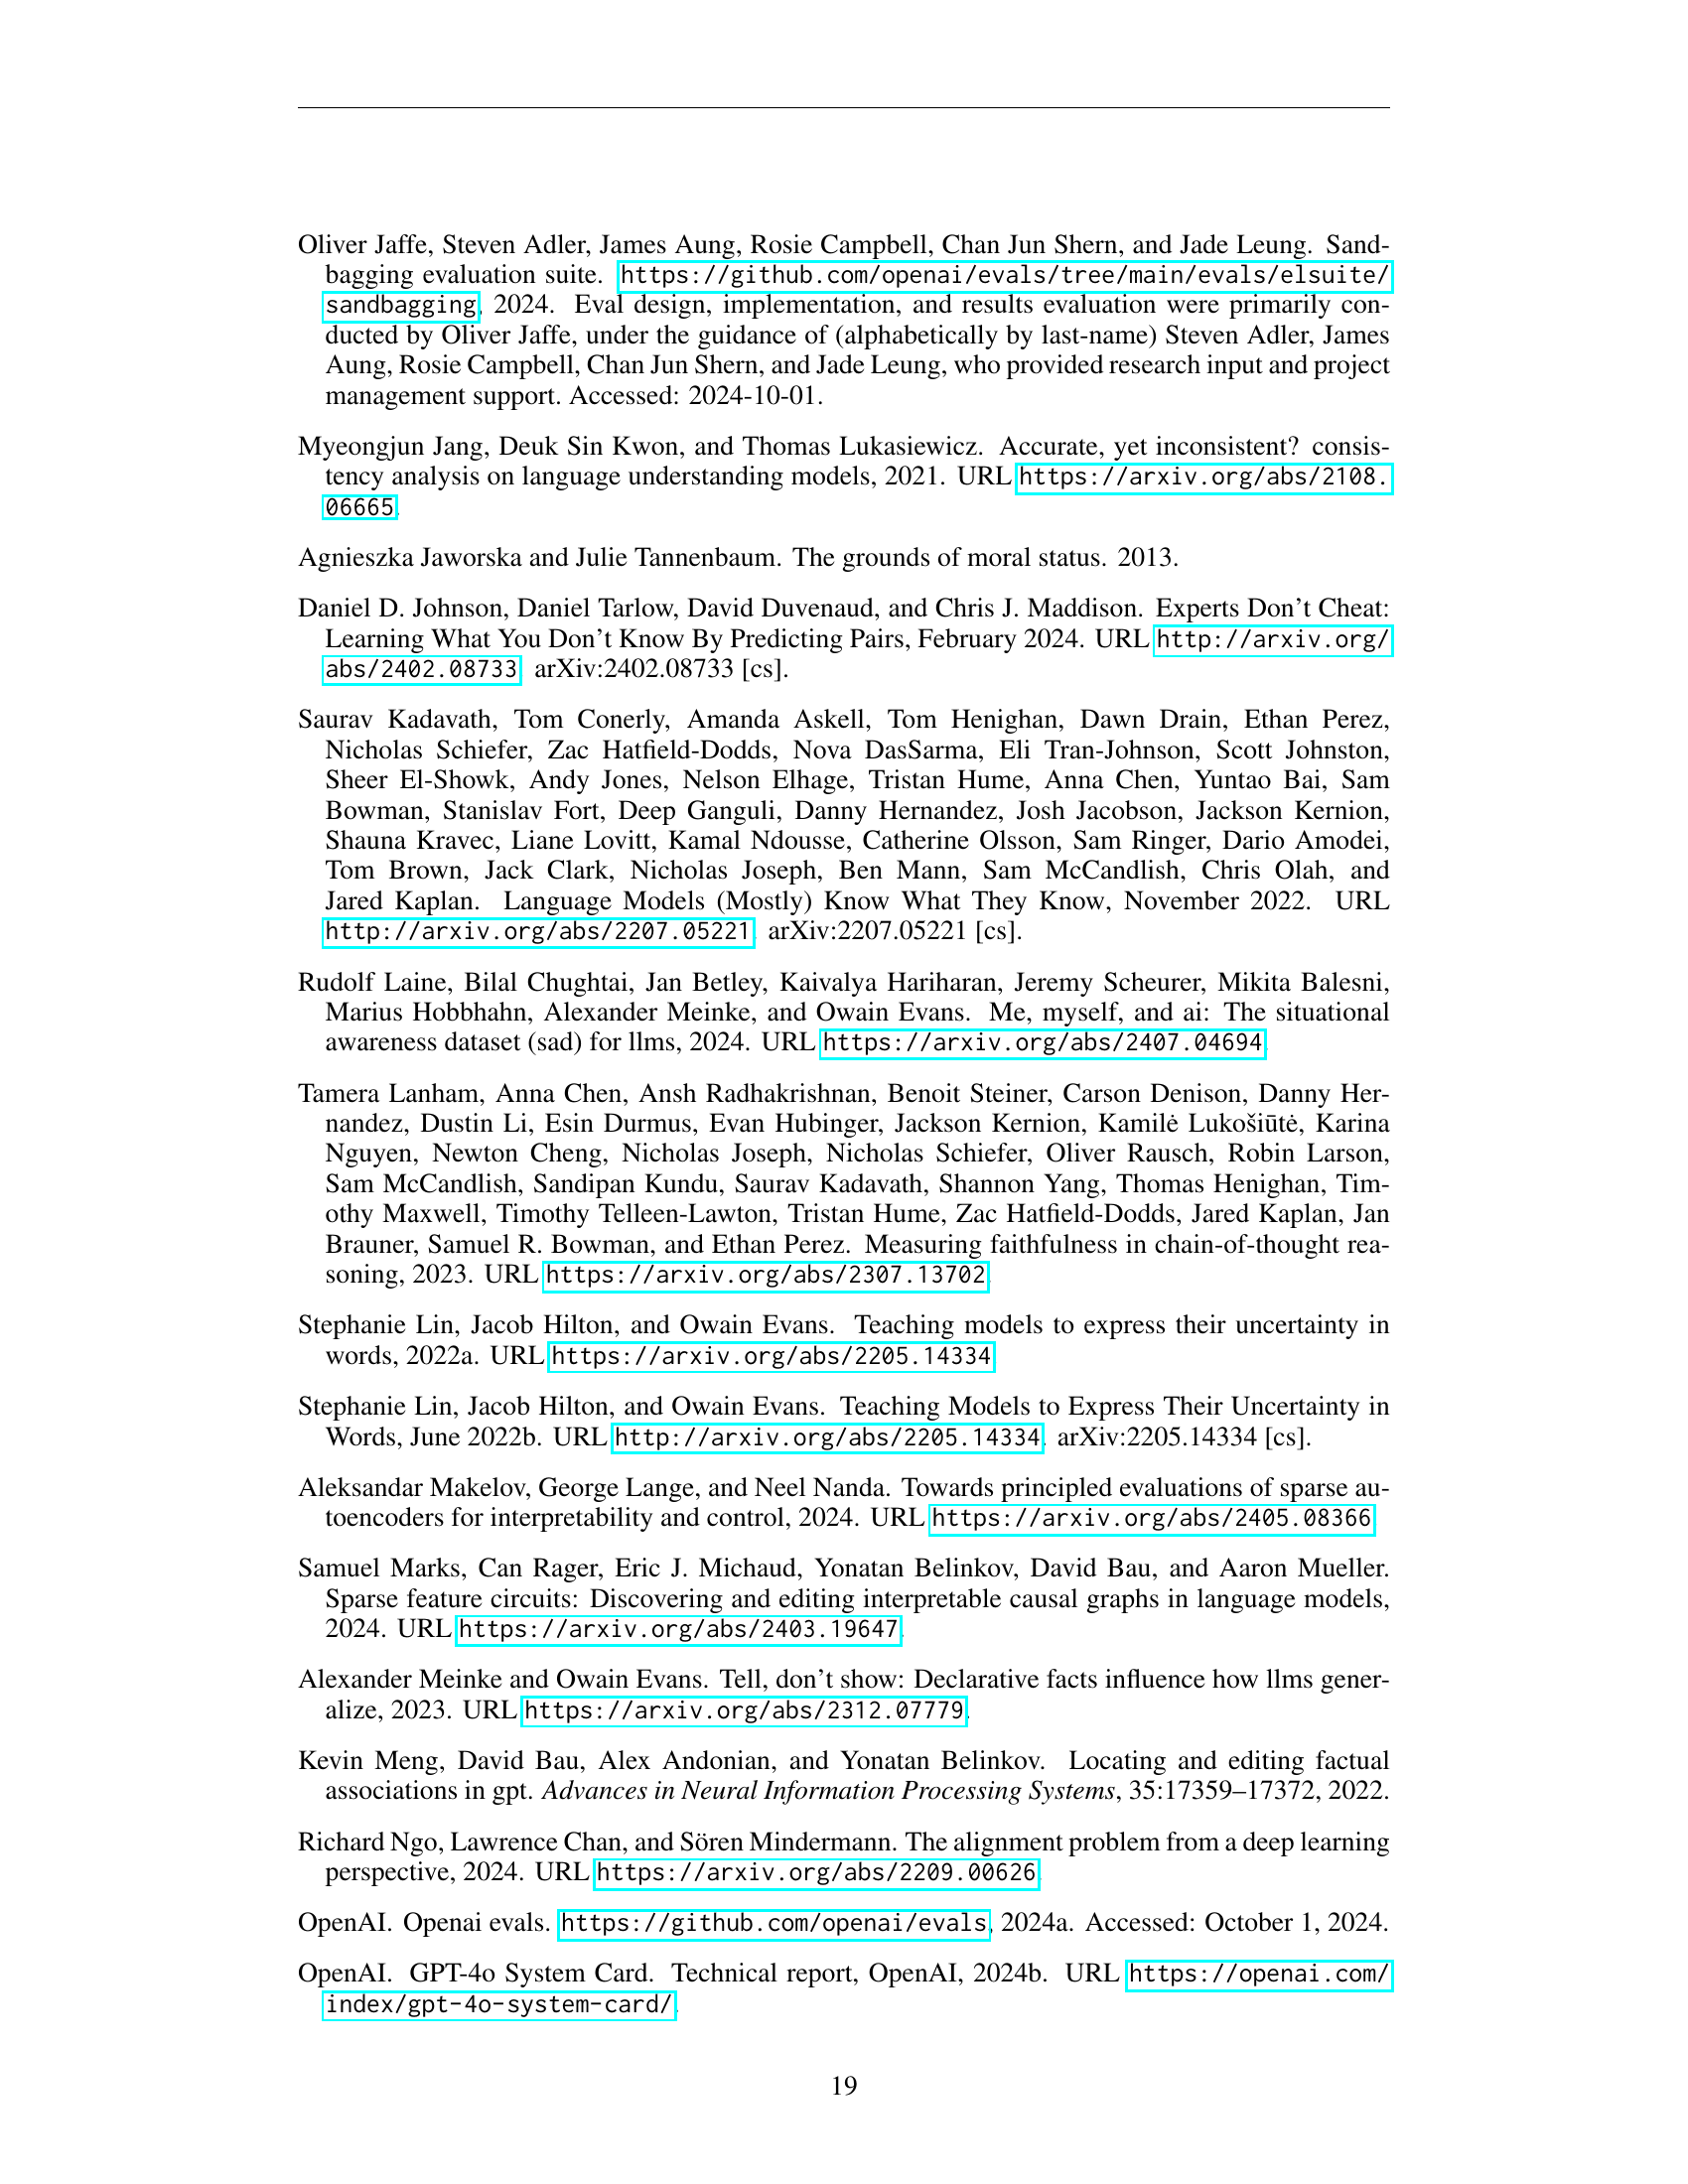 Oliver Jaffe, Steven Adler, James Aung, Rosie Campbell, Chan Jun Shern, and Jade Leung. Sand-
bagging evaluation suite. https://github.com/openai/evals/tree/main/evals/elsuite/
sandbagging, 2024. Eval design, implementation, and results evaluation were primarily con-
ducted by Oliver Jaffe, under the guidance of (alphabetically by last-name) Steven Adler, James
Aung, Rosie Campbell, Chan Jun Shern, and Jade Leung, who provided research input and project
management support. Accessed: 2024-10-01.
Myeongjun Jang, Deuk Sin Kwon, and Thomas Lukasiewicz. Accurate, yet inconsistent? consis-
tency analysis on language understanding models, 2021. URL https://arxiv.org/abs/2108.
06665.
Agnieszka Jaworska and Julie Tannenbaum. The grounds of moral status. 2013.
Daniel D. Johnson, Daniel Tarlow, David Duvenaud, and Chris J. Maddison. Experts Don't Cheat:
Learning What You Don't Know By Predicting Pairs, February 2024. URL http://arxiv.org/
abs/2402.08733. arXiv:2402.08733 [cs].
Saurav Kadavath, Tom Conerly, Amanda Askell, Tom Henighan, Dawn Drain, Ethan Perez,
Nicholas Schiefer, Zac Hatfield-Dodds, Nova DasSarma, Eli Tran-Johnson, Scott Johnston,
Sheer El-Showk, Andy Jones, Nelson Elhage, Tristan Hume, Anna Chen, Yuntao Bai, Sam
Bowman, Stanislav Fort, Deep Ganguli, Danny Hernandez, Josh Jacobson, Jackson Kernion,
Shauna Kravec, Liane Lovitt, Kamal Ndousse, Catherine Olsson, Sam Ringer, Dario Amodei,
Tom Brown, Jack Clark, Nicholas Joseph, Ben Mann, Sam McCandlish, Chris Olah, and
Jared Kaplan. Language Models (Mostly) Know What They Know, November 2022. URL
http://arxiv.org/abs/2207.05221. arXiv:2207.05221 [cs].
Rudolf Laine, Bilal Chughtai, Jan Betley, Kaivalya Hariharan, Jeremy Scheurer, Mikita Balesni,
Marius Hobbhahn, Alexander Meinke, and Owain Evans. Me, myself, and ai: The situational
awareness dataset (sad) for llms, 2024. URL https://arxiv.org/abs/2407.04694.
Tamera Lanham, Anna Chen, Ansh Radhakrishnan, Benoit Steiner, Carson Denison, Danny Her-
nandez, Dustin Li, Esin Durmus, Evan Hubinger, Jackson Kernion, Kamilė Lukošiūtė, Karina
Nguyen, Newton Cheng, Nicholas Joseph, Nicholas Schiefer, Oliver Rausch, Robin Larson,
Sam McCandlish, Sandipan Kundu, Saurav Kadavath, Shannon Yang, Thomas Henighan, Tim-
othy Maxwell, Timothy Telleen-Lawton, Tristan Hume, Zac Hatfield-Dodds, Jared Kaplan, Jan
Brauner, Samuel R. Bowman, and Ethan Perez. Measuring faithfulness in chain-of-thought rea-
soning, 2023. URL https://arxiv.org/abs/2307.13702.
Stephanie Lin, Jacob Hilton, and Owain Evans. Teaching models to express their uncertainty in
words, 2022a. URL https://arxiv.org/abs/2205.14334.
Stephanie Lin, Jacob Hilton, and Owain Evans. Teaching Models to Express Their Uncertainty in
Words, June 2022b. URL http://arxiv.org/abs/2205.14334. arXiv:2205.14334 [cs].
Aleksandar Makelov, George Lange, and Neel Nanda. Towards principled evaluations of sparse au-
toencoders for interpretability and control, 2024. URL https://arxiv.org/abs/2405.08366.
Samuel Marks, Can Rager, Eric J. Michaud, Yonatan Belinkov, David Bau, and Aaron Mueller.
Sparse feature circuits: Discovering and editing interpretable causal graphs in language models,
2024. URL https://arxiv.org/abs/2403.19647.
Alexander Meinke and Owain Evans. Tell, don't show: Declarative facts influence how llms gener-
alize, 2023. URL https://arxiv.org/abs/2312.07779.
Kevin Meng, David Bau, Alex Andonian, and Yonatan Belinkov. Locating and editing factual
associations in gpt. Advances in Neural Information Processing Systems, 35:17359–17372, 2022.
Richard Ngo, Lawrence Chan, and Sören Mindermann. The alignment problem from a deep learning
perspective, 2024. URL https://arxiv.org/abs/2209.00626.
OpenAI. Openai evals. https://github.com/openai/evals, 2024a. Accessed: October 1, 2024.
OpenAI. GPT-4o System Card. Technical report, OpenAI, 2024b. URL https://openai.com/
index/gpt-4o-system-card/.
19